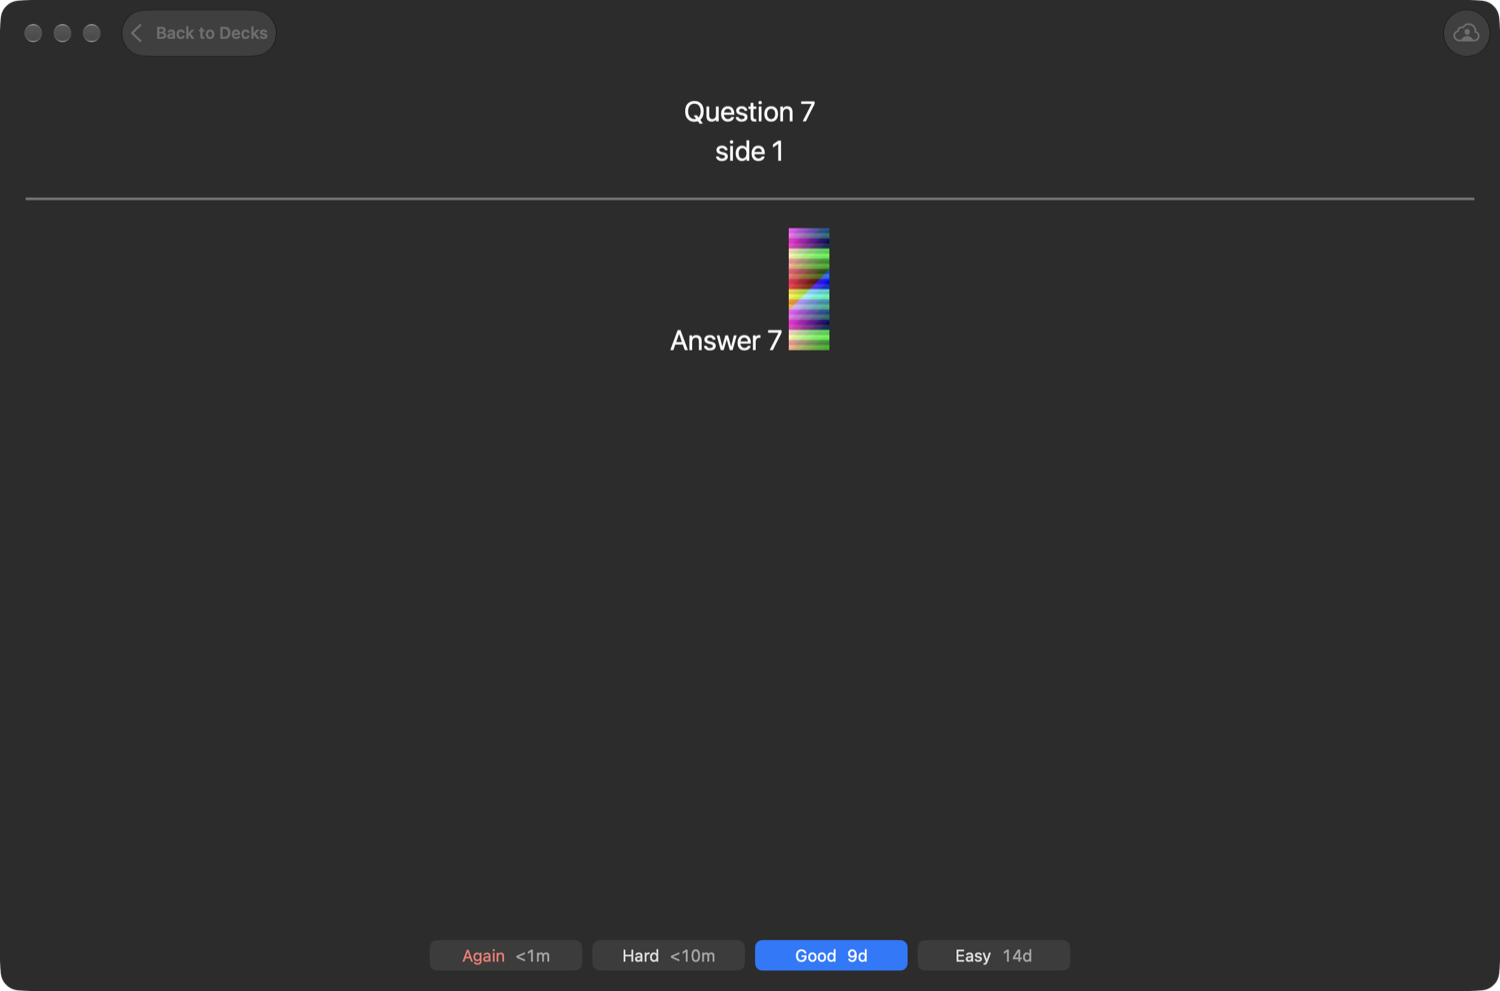 Back to Decks
Question 7
side 1
Answer 7
Again <1m
Hard <10m
Good 9d
Easy 14d